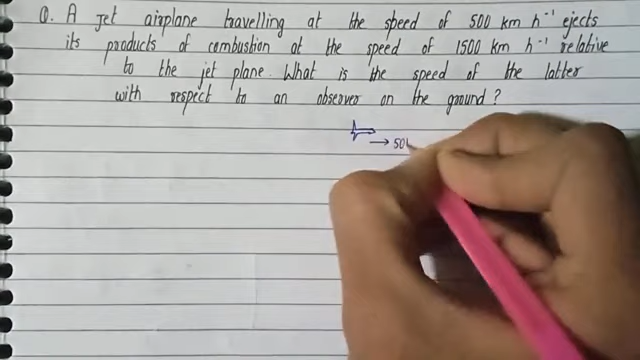 Q. A jet airplane travelling at the speed of 500 km h⁻¹ ejects
its products of combustion at the speed of 1500 km h⁻¹ relative
to the jet plane. What is the speed of the latter
with respect to an observer on the ground?
→ 50